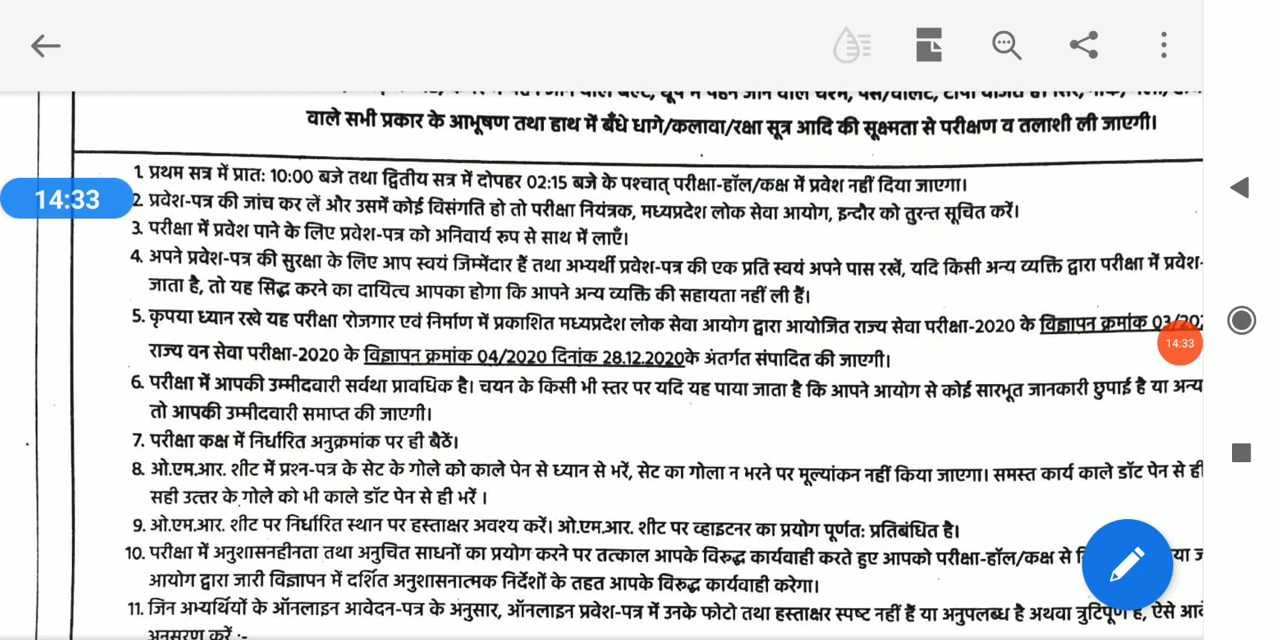 वाले सभी प्रकार के आभूषण तथा हाथ में बँधे धागे/कलावा/रक्षा सूत्र आदि की सूक्ष्मता से परीक्षण व तलाशी ली जाएगी।
1. प्रथम सत्र में प्रात: 10:00 बजे तथा द्वितीय सत्र में दोपहर 02:15 बजे के पश्चात् परीक्षा-हॉल/कक्ष में प्रवेश नहीं दिया जाएगा।
14:33
2. प्रवेश-पत्र की जांच कर लें और उसमें कोई विसंगति हो तो परीक्षा नियंत्रक, मध्यप्रदेश लोक सेवा आयोग, इन्दौर को तुरन्त सूचित करें।
3. परीक्षा में प्रवेश पाने के लिए प्रवेश-पत्र को अनिवार्य रूप से साथ में लाएँ।
4. अपने प्रवेश-पत्र की सुरक्षा के लिए आप स्वयं जिम्मेदार हैं तथा अभ्यर्थी प्रवेश-पत्र की एक प्रति स्वयं अपने पास रखें, यदि किसी अन्य व्यक्ति द्वारा परीक्षा में प्रवेश-
जाता है, तो यह सिद्ध करने का दायित्व आपका होगा कि आपने अन्य व्यक्ति की सहायता नहीं ली हैं।
5. कृपया ध्यान रखे यह परीक्षा 'रोजगार एवं निर्माण में प्रकाशित मध्यप्रदेश लोक सेवा आयोग द्वारा आयोजित राज्य सेवा परीक्षा-2020 के विज्ञापन क्रमांक 03/20
14:33
राज्य वन सेवा परीक्षा-2020 के विज्ञापन क्रमांक 04/2020 दिनांक 28.12.2020के अंतर्गत संपादित की जाएगी।
6. परीक्षा में आपकी उम्मीदवारी सर्वथा प्रावधिक है। चयन के किसी भी स्तर पर यदि यह पाया जाता है कि आपने आयोग से कोई सारभूत जानकारी छुपाई है या अन्य
तो आपकी उम्मीदवारी समाप्त की जाएगी।
7. परीक्षा कक्ष में निर्धारित अनुक्रमांक पर ही बैठें।
8. ओ.एम.आर. शीट में प्रश्न-पत्र के सेट के गोले को काले पेन से ध्यान से भरें, सेट का गोला न भरने पर मूल्यांकन नहीं किया जाएगा। समस्त कार्य काले डॉट पेन से ही
सही उत्तर के गोले को भी काले डॉट पेन से ही भरें ।
9. ओ.एम.आर. शीट पर निर्धारित स्थान पर हस्ताक्षर अवश्य करें। ओ.एम.आर. शीट पर व्हाइटनर का प्रयोग पूर्णत: प्रतिबंधित है।
10. परीक्षा में अनुशासनहीनता तथा अनुचित साधनों का प्रयोग करने पर तत्काल आपके विरूद्ध कार्यवाही करते हुए आपको परीक्षा-हॉल/कक्ष से
आयोग द्वारा जारी विज्ञापन में दर्शित अनुशासनात्मक निर्देशों के तहत आपके विरूद्ध कार्यवाही करेगा।
11. जिन अभ्यर्थियों के ऑनलाइन आवेदन-पत्र के अनुसार, ऑनलाइन प्रवेश-पत्र में उनके फोटो तथा हस्ताक्षर स्पष्ट नहीं हैं या अनुपलब्ध है अथवा त्रुटिपूर्ण है, ऐसे
अनुसरण करें :-